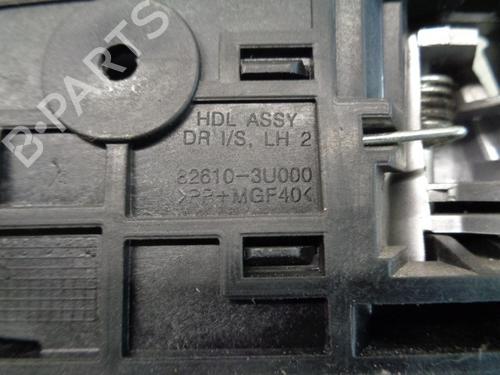 B-PARTS
HDL ASSY
DR I/S, LH 2
82610-3U000
>PP+MGF40<